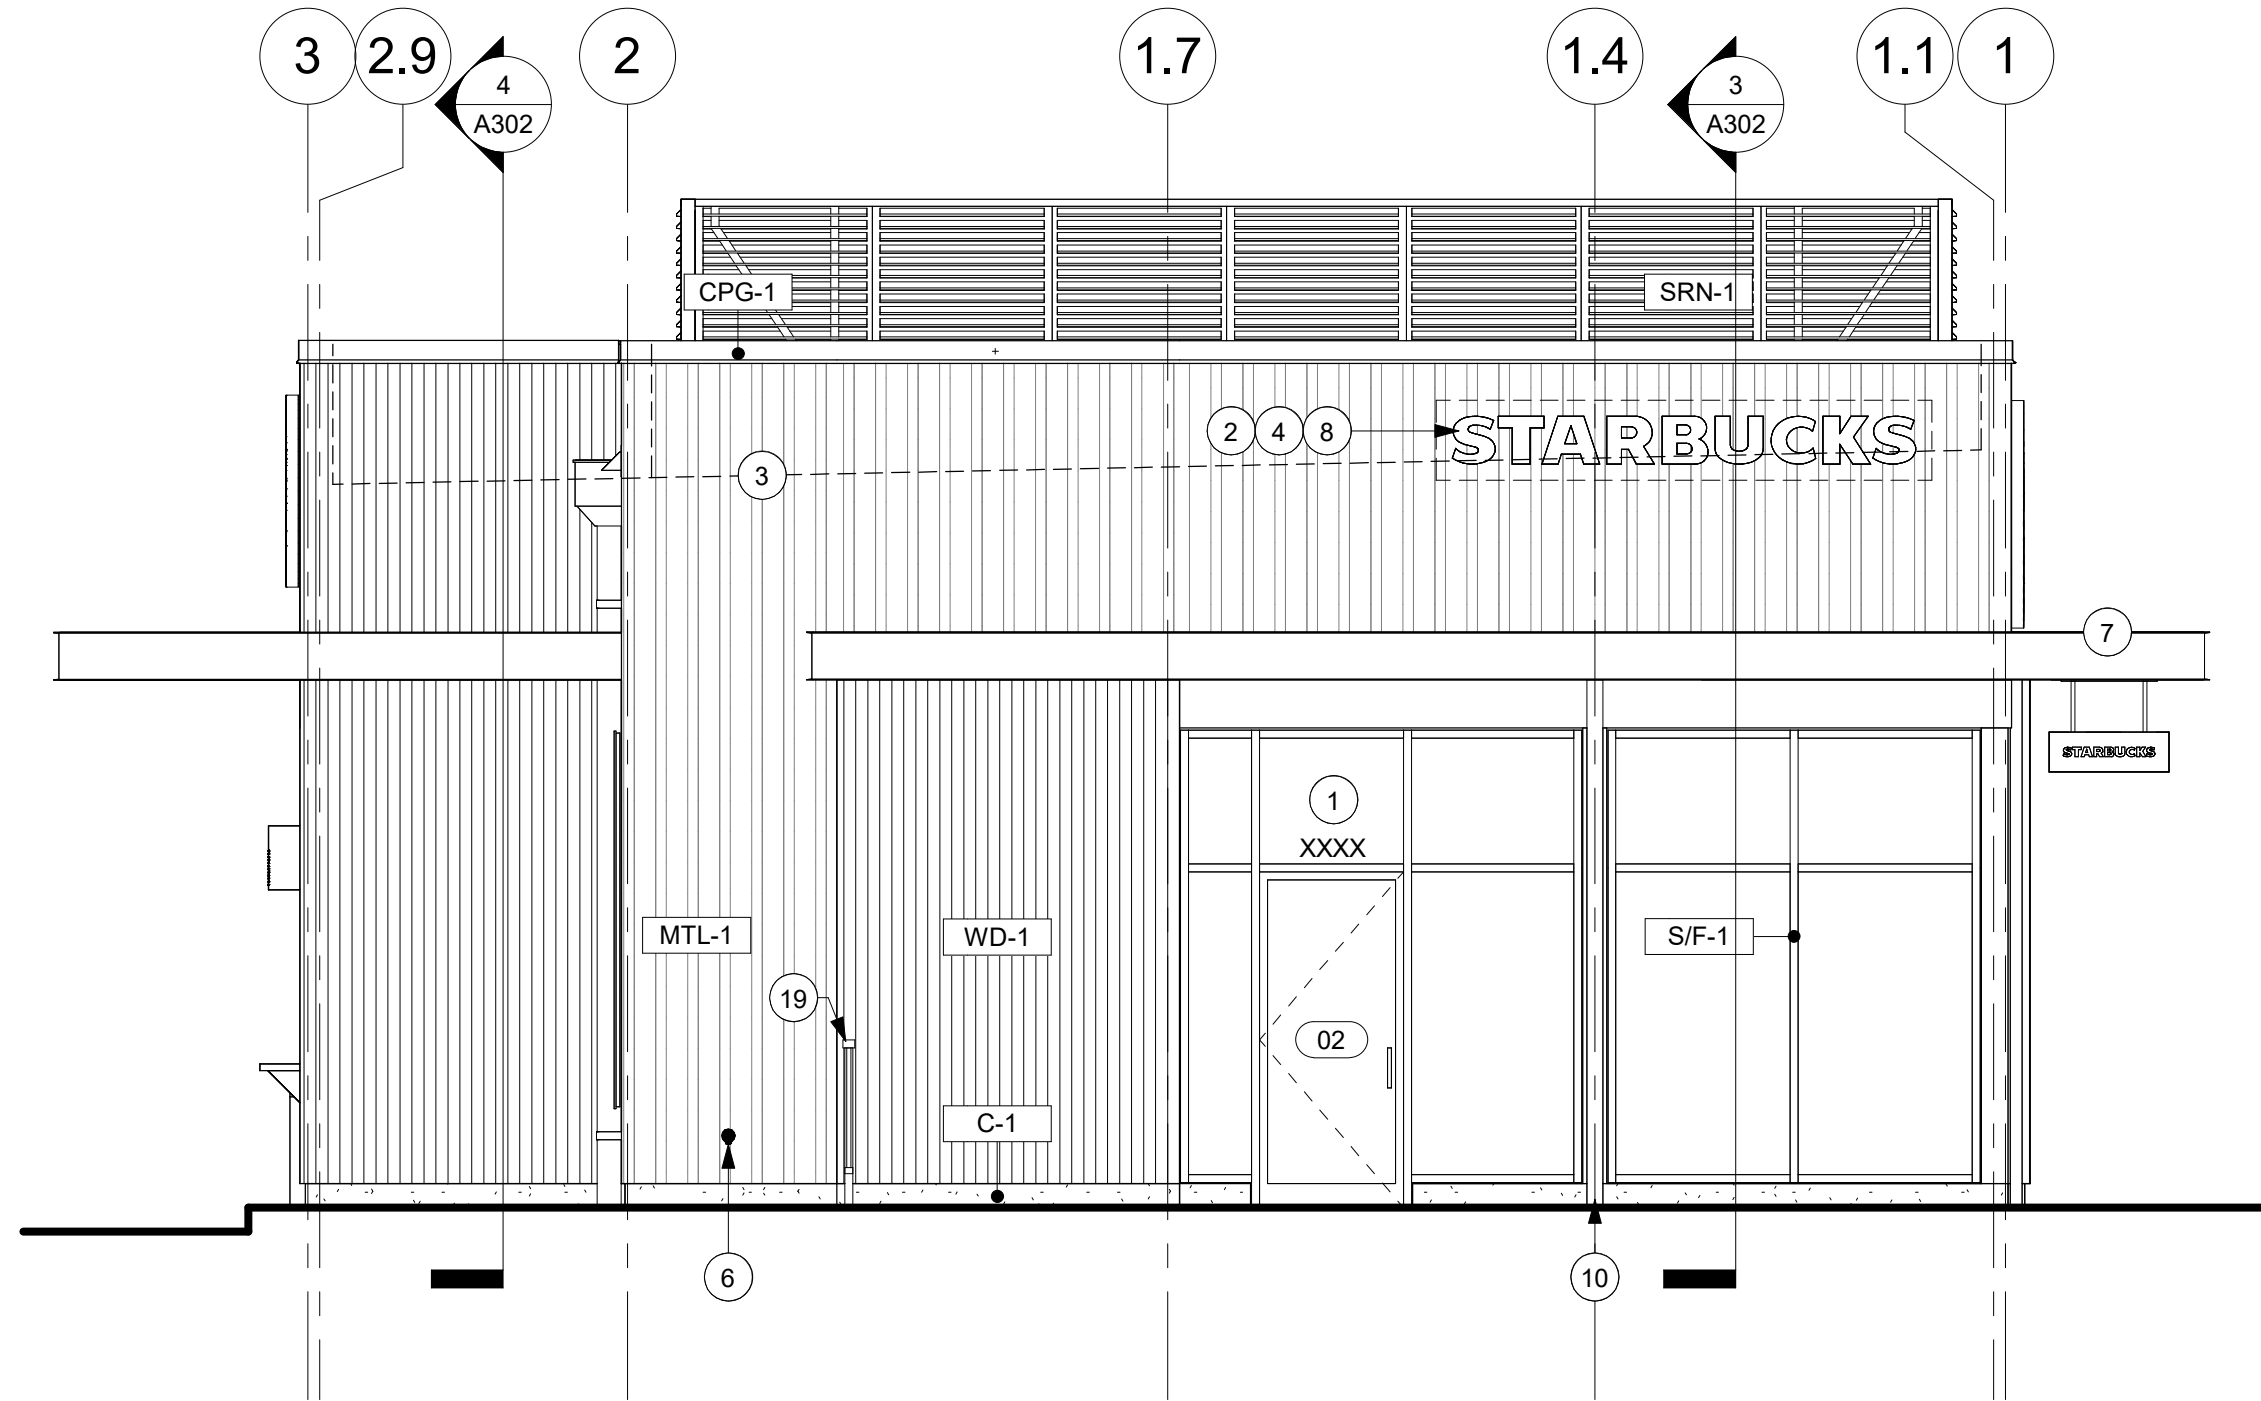 3 2.9 2 1.7 1.4 1.1 1
4
A302
3
A302
CPG-1 SRN-1
2 4 8 STARBUCKS
3
7
STARBUCKS
1
XXXX
MTL-1 WD-1 S/F-1
19
02
C-1
6 10